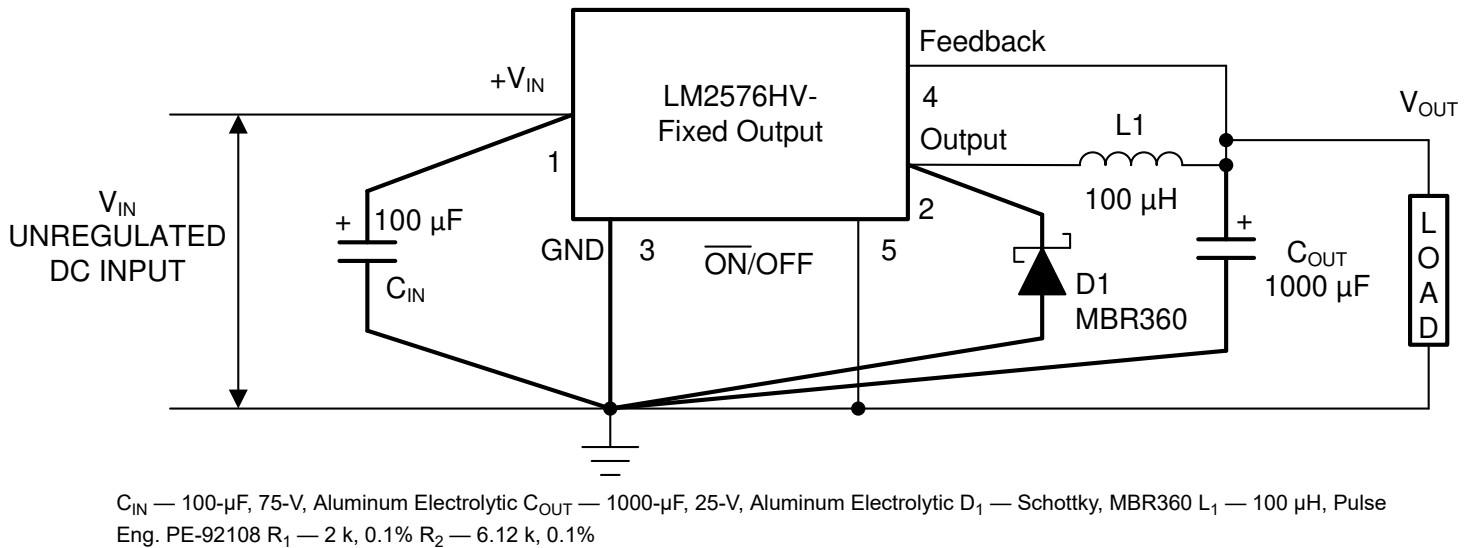 Feedback
+VIN
LM2576HV-
Fixed Output
4
VOUT
Output
L1
1
100 µH
2
VIN
UNREGULATED
DC INPUT
+ 100 µF
CIN
GND
3
ON/OFF
5
D1
MBR360
+
COUT
1000 µF
LOAD
CIN — 100-µF, 75-V, Aluminum Electrolytic COUT — 1000-µF, 25-V, Aluminum Electrolytic D1 — Schottky, MBR360 L1 — 100 µH, Pulse
Eng. PE-92108 R1 — 2 k, 0.1% R2 — 6.12 k, 0.1%